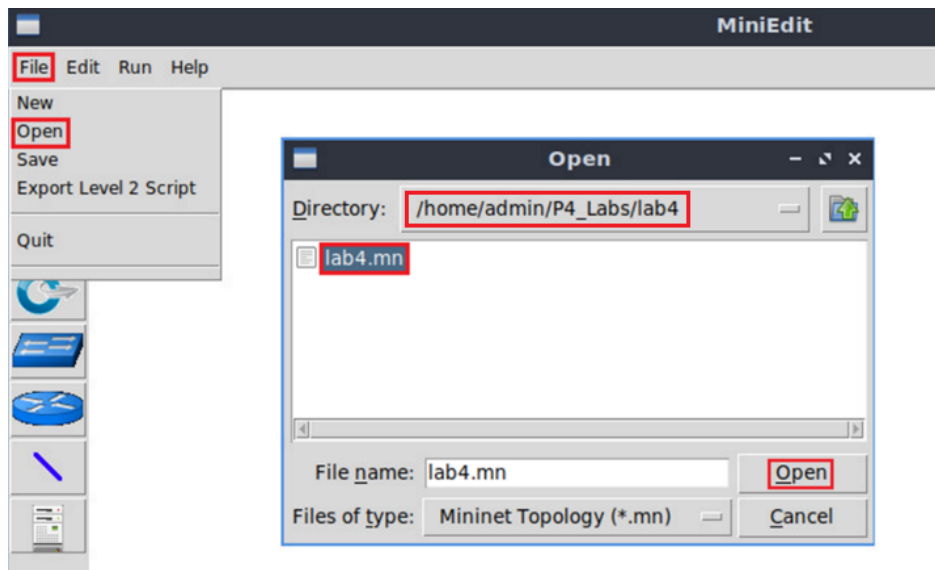 MiniEdit
File Edit Run Help
New
Open
Save
Export Level 2 Script
Quit
Open
Directory: /home/admin/P4_Labs/lab4
lab4.mn
File name: lab4.mn Open
Files of type: Mininet Topology (*.mn) Cancel